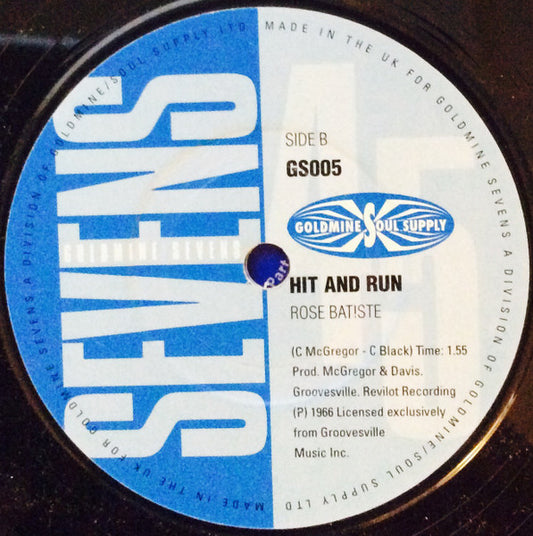 MADE IN THE UK FOR GOLDMINE SEVENS A DIVISION OF GOLDMINE/SOUL SUPPLY LTD
MADE IN THE UK FOR GOLDMINE SEVENS A DIVISION OF GOLDMINE/SOUL SUPPLY LTD
SEVENS
GOLDMINE SEVENS
45
SIDE B
GS005
GOLDMINE SOUL SUPPLY
Part
HIT AND RUN
ROSE BAT!STE
(C McGregor - C Black) Time: 1.55
Prod. McGregor & Davis.
Groovesville. Revilot Recording
(P) 1966 Licensed exclusively
from Groovesville
Music Inc.